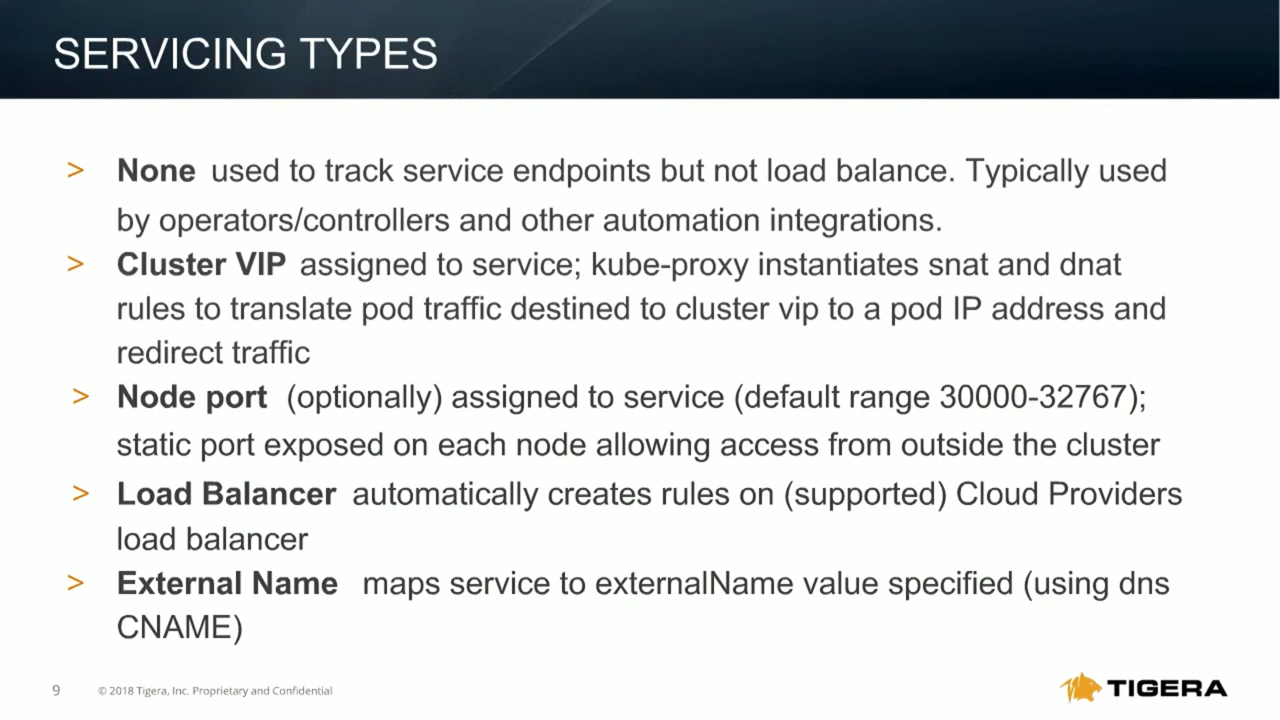 SERVICING TYPES
> None used to track service endpoints but not load balance. Typically used
by operators/controllers and other automation integrations.
> Cluster VIP assigned to service; kube-proxy instantiates snat and dnat
rules to translate pod traffic destined to cluster vip to a pod IP address and
redirect traffic
> Node port (optionally) assigned to service (default range 30000-32767);
static port exposed on each node allowing access from outside the cluster
> Load Balancer automatically creates rules on (supported) Cloud Providers
load balancer
> External Name maps service to externalName value specified (using dns
CNAME)
9 © 2018 Tigera, Inc. Proprietary and Confidential
TIGERA